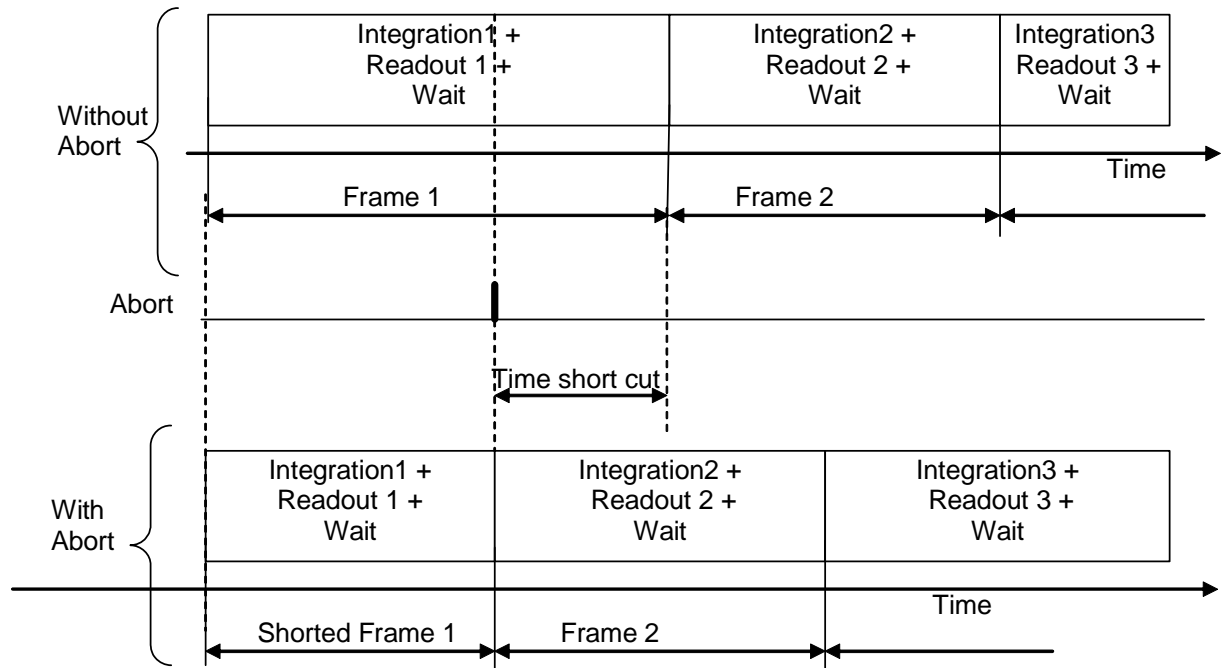 Integration1 +
Readout 1 +
Wait
Integration2 +
Readout 2 +
Wait
Integration3
Readout 3 +
Wait
Without
Abort
Time
Frame 1
Frame 2
Abort
Time short cut
Integration1 +
Readout 1 +
Wait
Integration2 +
Readout 2 +
Wait
Integration3 +
Readout 3 +
Wait
With
Abort
Time
Shorted Frame 1
Frame 2